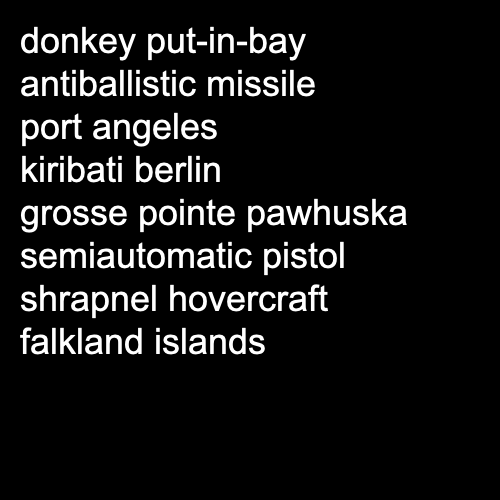 donkey put-in-bay
antiballistic missile
port angeles
kiribati berlin
grosse pointe pawhuska
semiautomatic pistol
shrapnel hovercraft
falkland islands